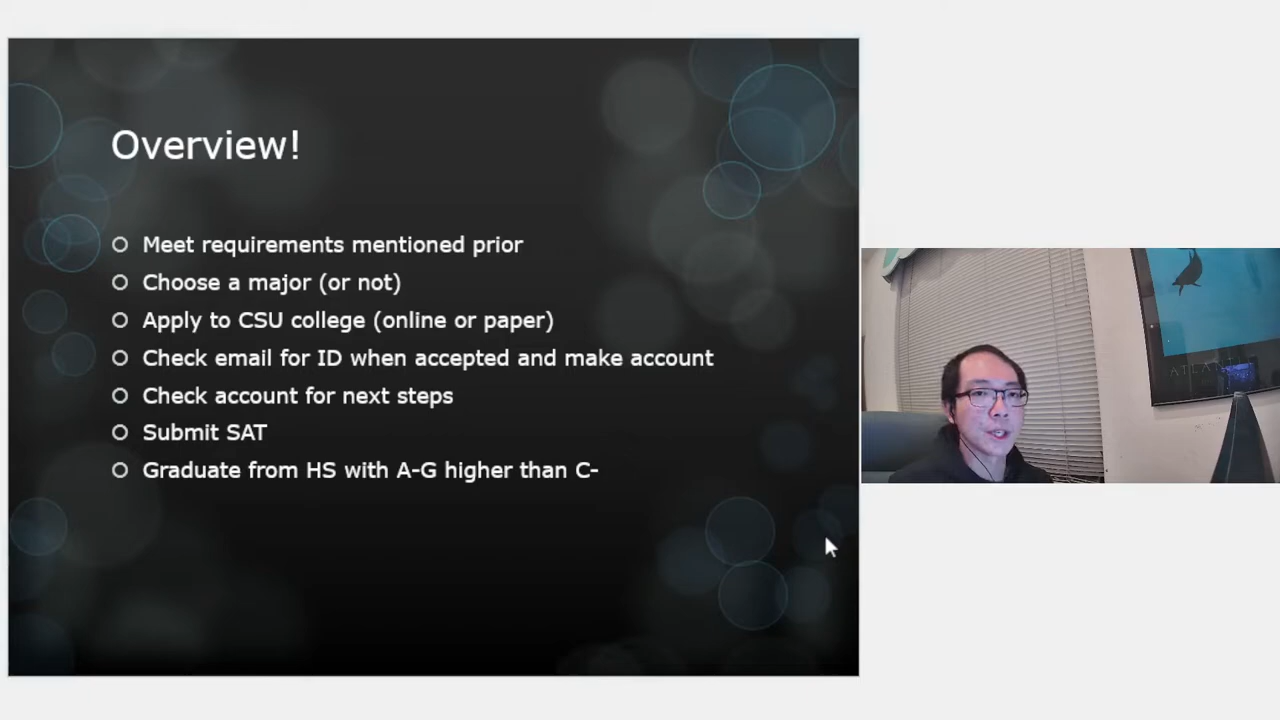 Overview!
Meet requirements mentioned prior
Choose a major (or not)
Apply to CSU college (online or paper)
Check email for ID when accepted and make account
Check account for next steps
Submit SAT
Graduate from HS with A-G higher than C-